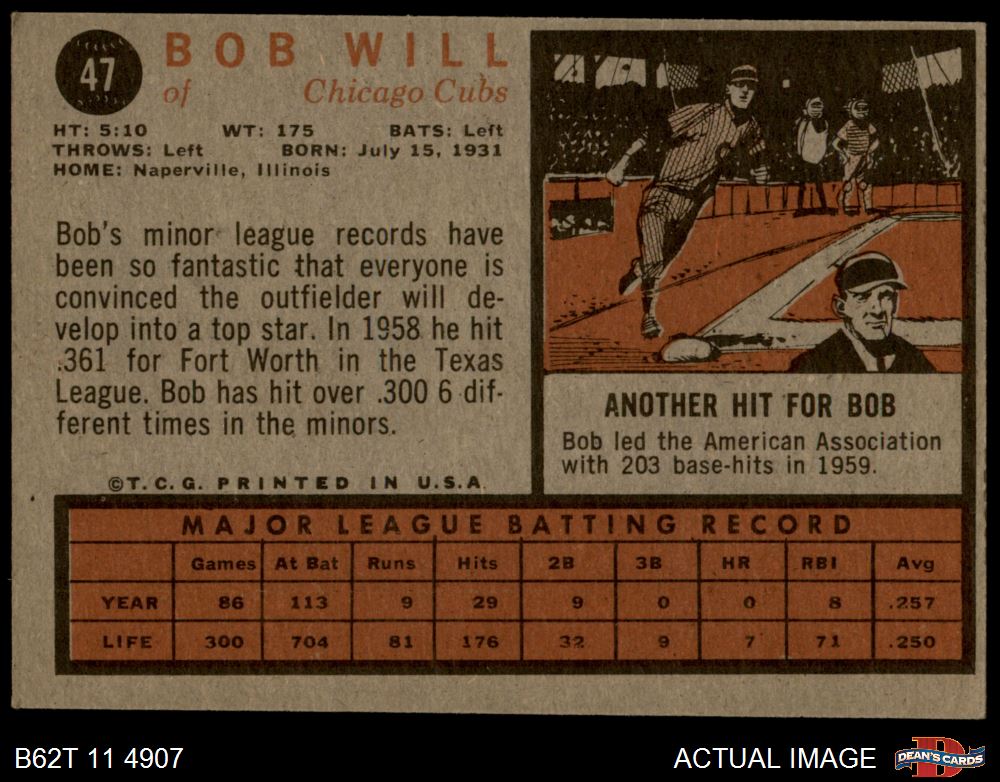 47
BOB WILL
of Chicago Cubs
HT: 5:10 WT: 175 BATS: Left
THROWS: Left BORN: July 15, 1931
HOME: Naperville, Illinois
Bob's minor league records have
been so fantastic that everyone is
convinced the outfielder will de-
velop into a top star. In 1958 he hit
.361 for Fort Worth in the Texas
League. Bob has hit over .300 6 dif-
ferent times in the minors.
©T.C.G. PRINTED IN U.S.A.
ANOTHER HIT FOR BOB
Bob led the American Association
with 203 base-hits in 1959.
MAJOR LEAGUE BATTING RECORD
Games At Bat Runs Hits 2B 3B HR RBI Avg
YEAR 86 113 9 29 9 0 0 8 .257
LIFE 300 704 81 176 32 9 7 71 .250
B62T 11 4907
ACTUAL IMAGE
D
DEAN'S CARDS